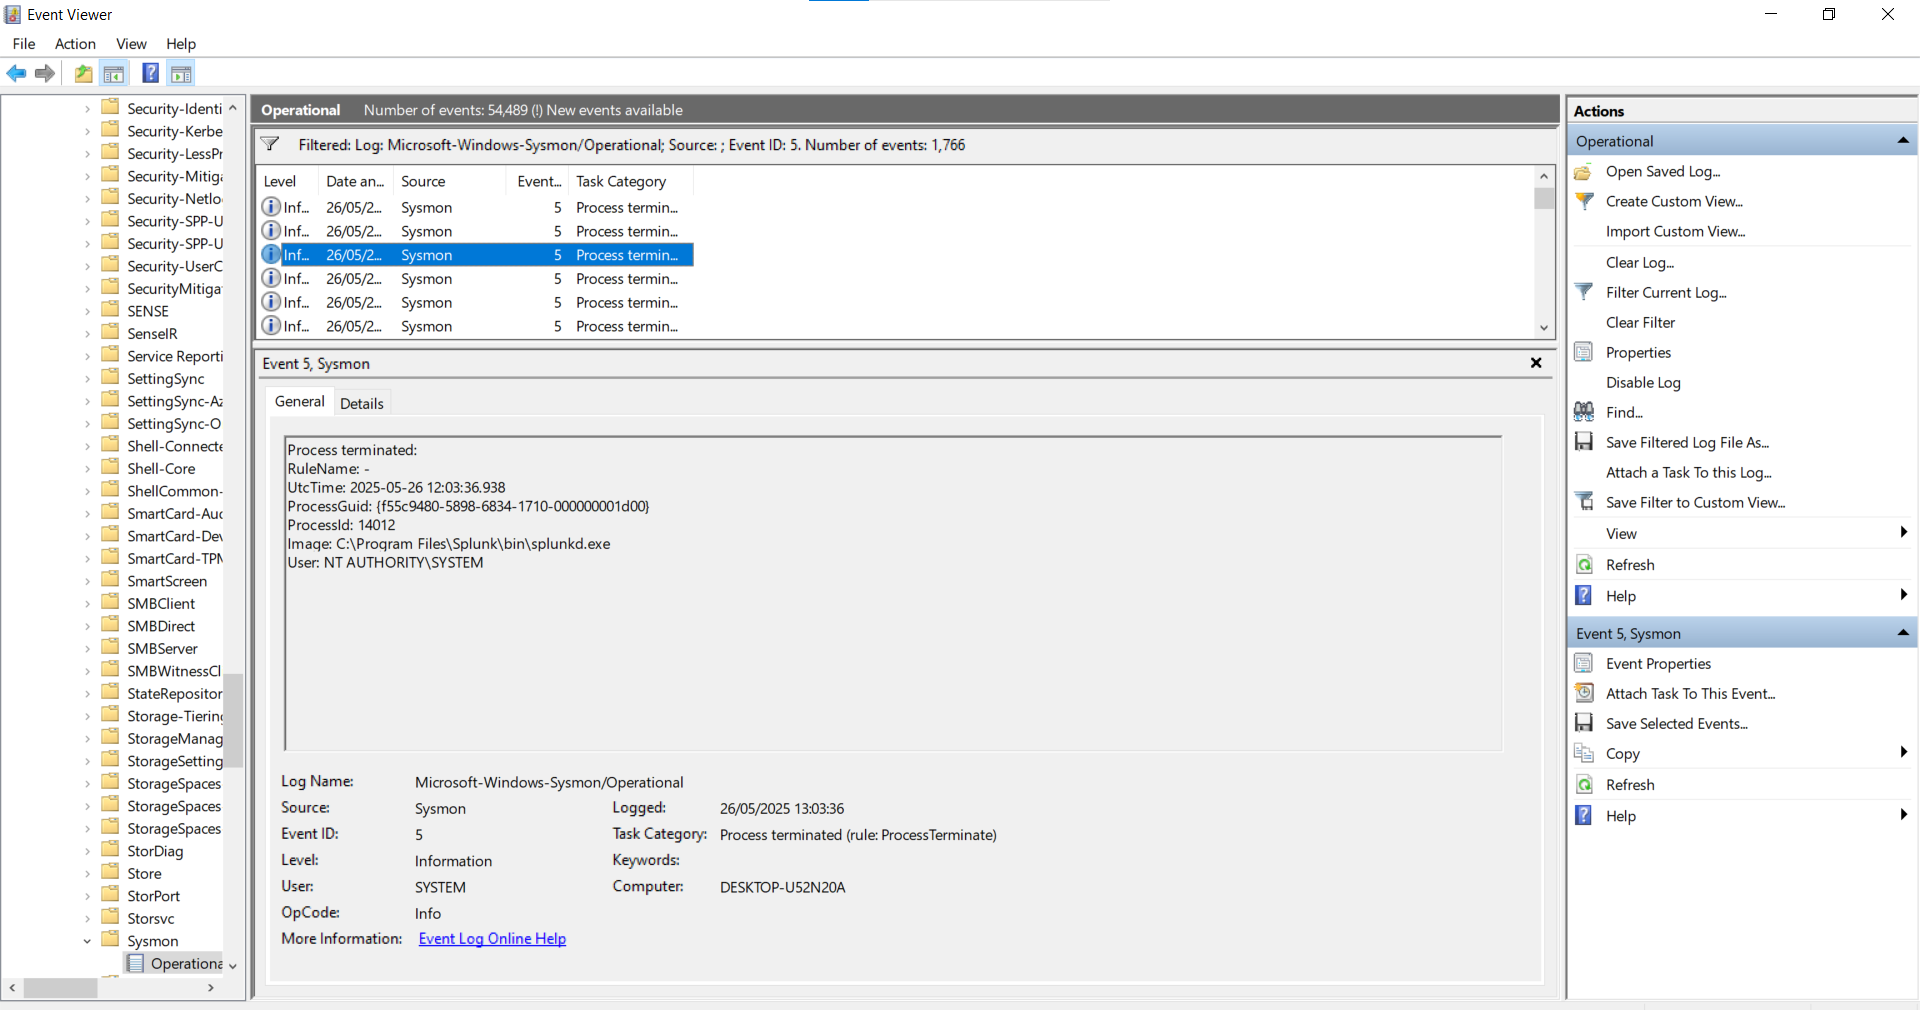 Event Viewer
File Action View Help
Security-Identi
Security-Kerbe
Security-LessPr
Security-Mitiga
Security-Netlo
Security-SPP-U
Security-SPP-U
Security-UserC
SecurityMitiga
SENSE
SenseIR
Service Reporti
SettingSync
SettingSync-Az
SettingSync-O
Shell-Connecte
Shell-Core
ShellCommon-
SmartCard-Auc
SmartCard-Dev
SmartCard-TPM
SmartScreen
SMBClient
SMBDirect
SMBServer
SMBWitnessCl
StateRepositor
Storage-Tiering
StorageManag
StorageSetting
StorageSpaces
StorageSpaces
StorageSpaces
StorDiag
Store
StorPort
Storsvc
Sysmon
Operationa
Operational Number of events: 54,489 (!) New events available
Filtered: Log: Microsoft-Windows-Sysmon/Operational; Source: ; Event ID: 5. Number of events: 1,766
Level Date an... Source Event... Task Category
Inf... 26/05/2... Sysmon 5 Process termin...
Inf... 26/05/2... Sysmon 5 Process termin...
Inf... 26/05/2... Sysmon 5 Process termin...
Inf... 26/05/2... Sysmon 5 Process termin...
Inf... 26/05/2... Sysmon 5 Process termin...
Inf... 26/05/2... Sysmon 5 Process termin...
Event 5, Sysmon
General Details
Process terminated:
RuleName: -
UtcTime: 2025-05-26 12:03:36.938
ProcessGuid: {f55c9480-5898-6834-1710-000000001d00}
ProcessId: 14012
Image: C:\Program Files\Splunk\bin\splunkd.exe
User: NT AUTHORITY\SYSTEM
Log Name: Microsoft-Windows-Sysmon/Operational
Source: Sysmon Logged: 26/05/2025 13:03:36
Event ID: 5 Task Category: Process terminated (rule: ProcessTerminate)
Level: Information Keywords:
User: SYSTEM Computer: DESKTOP-U52N20A
OpCode: Info
More Information: Event Log Online Help
Actions
Operational
Open Saved Log...
Create Custom View...
Import Custom View...
Clear Log...
Filter Current Log...
Clear Filter
Properties
Disable Log
Find...
Save Filtered Log File As...
Attach a Task To this Log...
Save Filter to Custom View...
View
Refresh
Help
Event 5, Sysmon
Event Properties
Attach Task To This Event...
Save Selected Events...
Copy
Refresh
Help